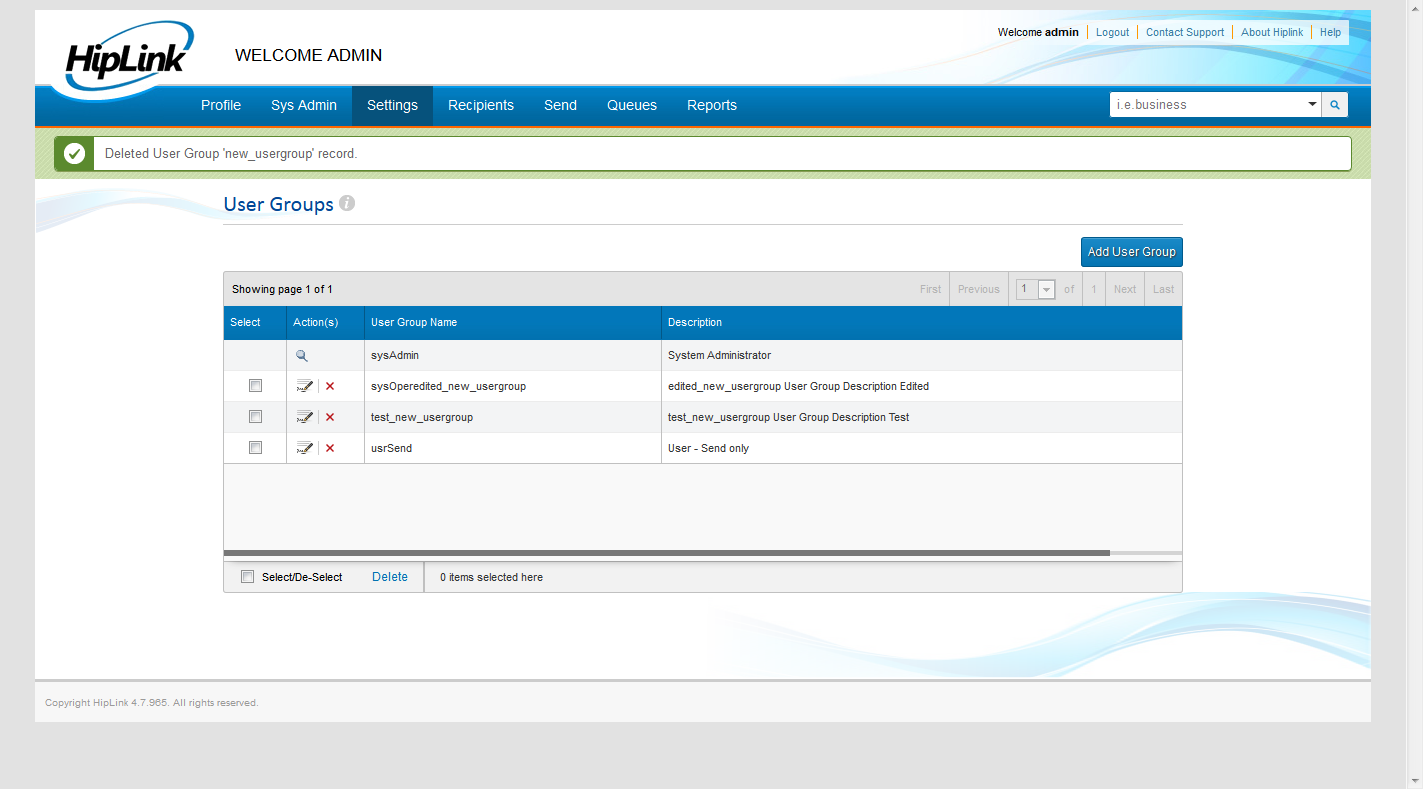 HipLink
WELCOME ADMIN
Welcome admin Logout Contact Support About Hiplink Help
Profile Sys Admin Settings Recipients Send Queues Reports
i.e.business
Deleted User Group 'new_usergroup' record.
User Groups i
Add User Group
Showing page 1 of 1 First Previous 1 of 1 Next Last
Select Action(s) User Group Name Description
sysAdmin System Administrator
sysOperedited_new_usergroup edited_new_usergroup User Group Description Edited
test_new_usergroup test_new_usergroup User Group Description Test
usrSend User - Send only
Select/De-Select Delete 0 items selected here
Copyright HipLink 4.7.965. All rights reserved.